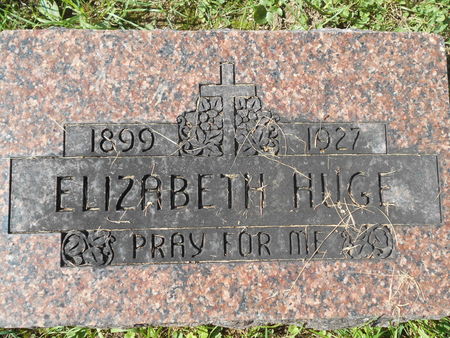 1899 1927
ELIZABETH HUGE
PRAY FOR ME